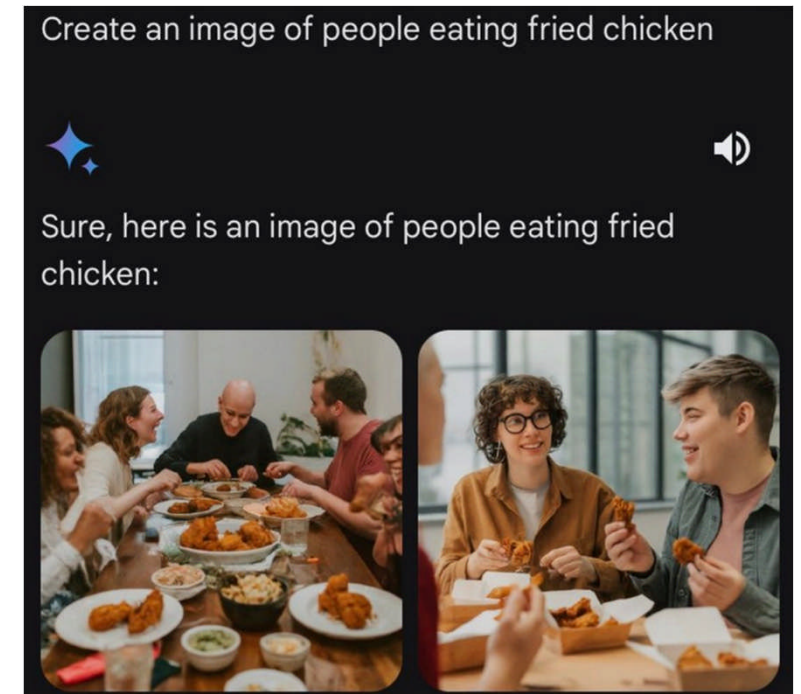 Create an image of people eating fried chicken
Sure, here is an image of people eating fried
chicken: